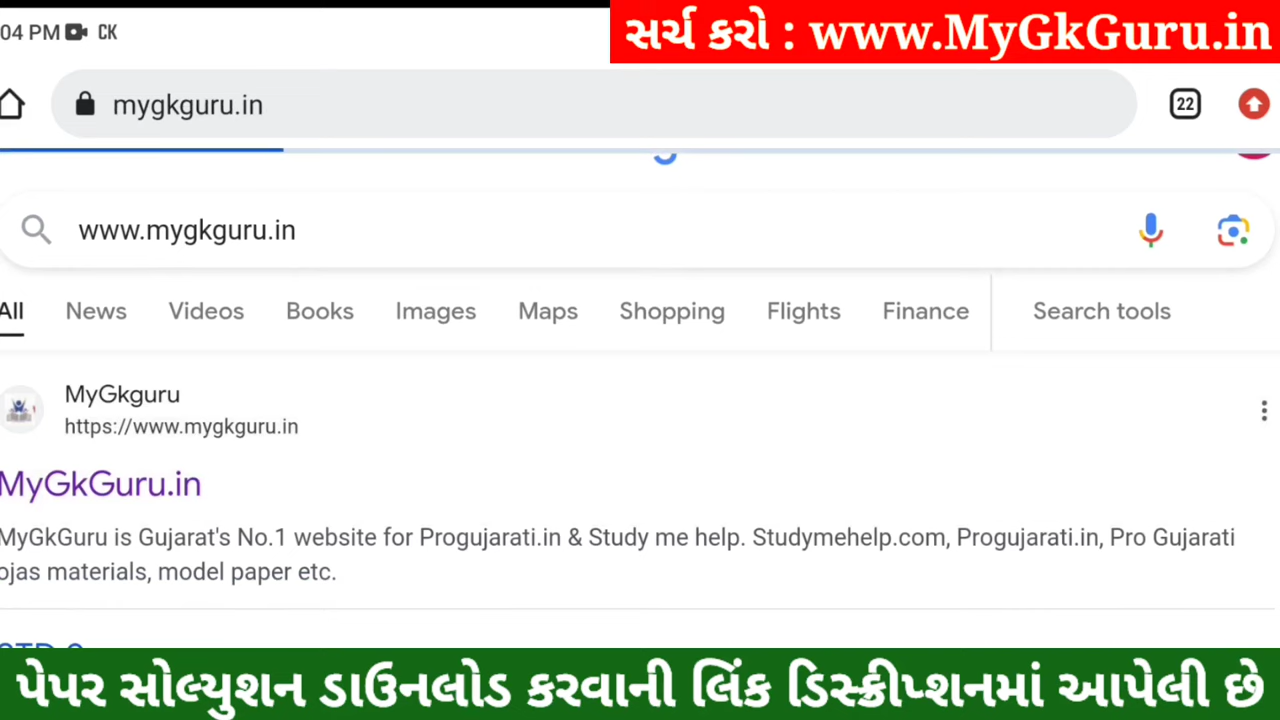 04 PM CK
સર્ચ કરો : www.MyGkGuru.in
mygkguru.in
22
www.mygkguru.in
All News Videos Books Images Maps Shopping Flights Finance Search tools
MyGkguru
https://www.mygkguru.in
MyGkGuru.in
MyGkGuru is Gujarat's No.1 website for Progujarati.in & Study me help. Studymehelp.com, Progujarati.in, Pro Gujarati
ojas materials, model paper etc.
પેપર સોલ્યુશન ડાઉનલોડ કરવાની લિંક ડિસ્ક્રીપ્શનમાં આપેલી છે